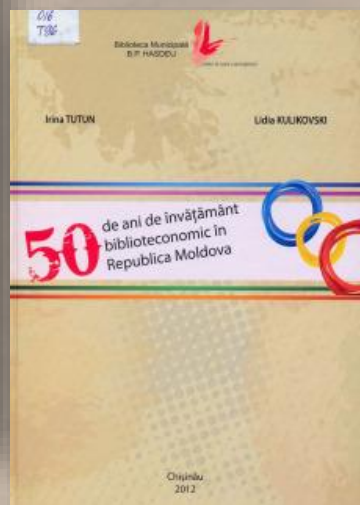 016
T96
Biblioteca Municipală
B.P. HASDEU
Irina TUTUN
Lidia KULIKOVSKI
50 de ani de învăţământ
biblioteconomic în
Republica Moldova
Chişinău
2012